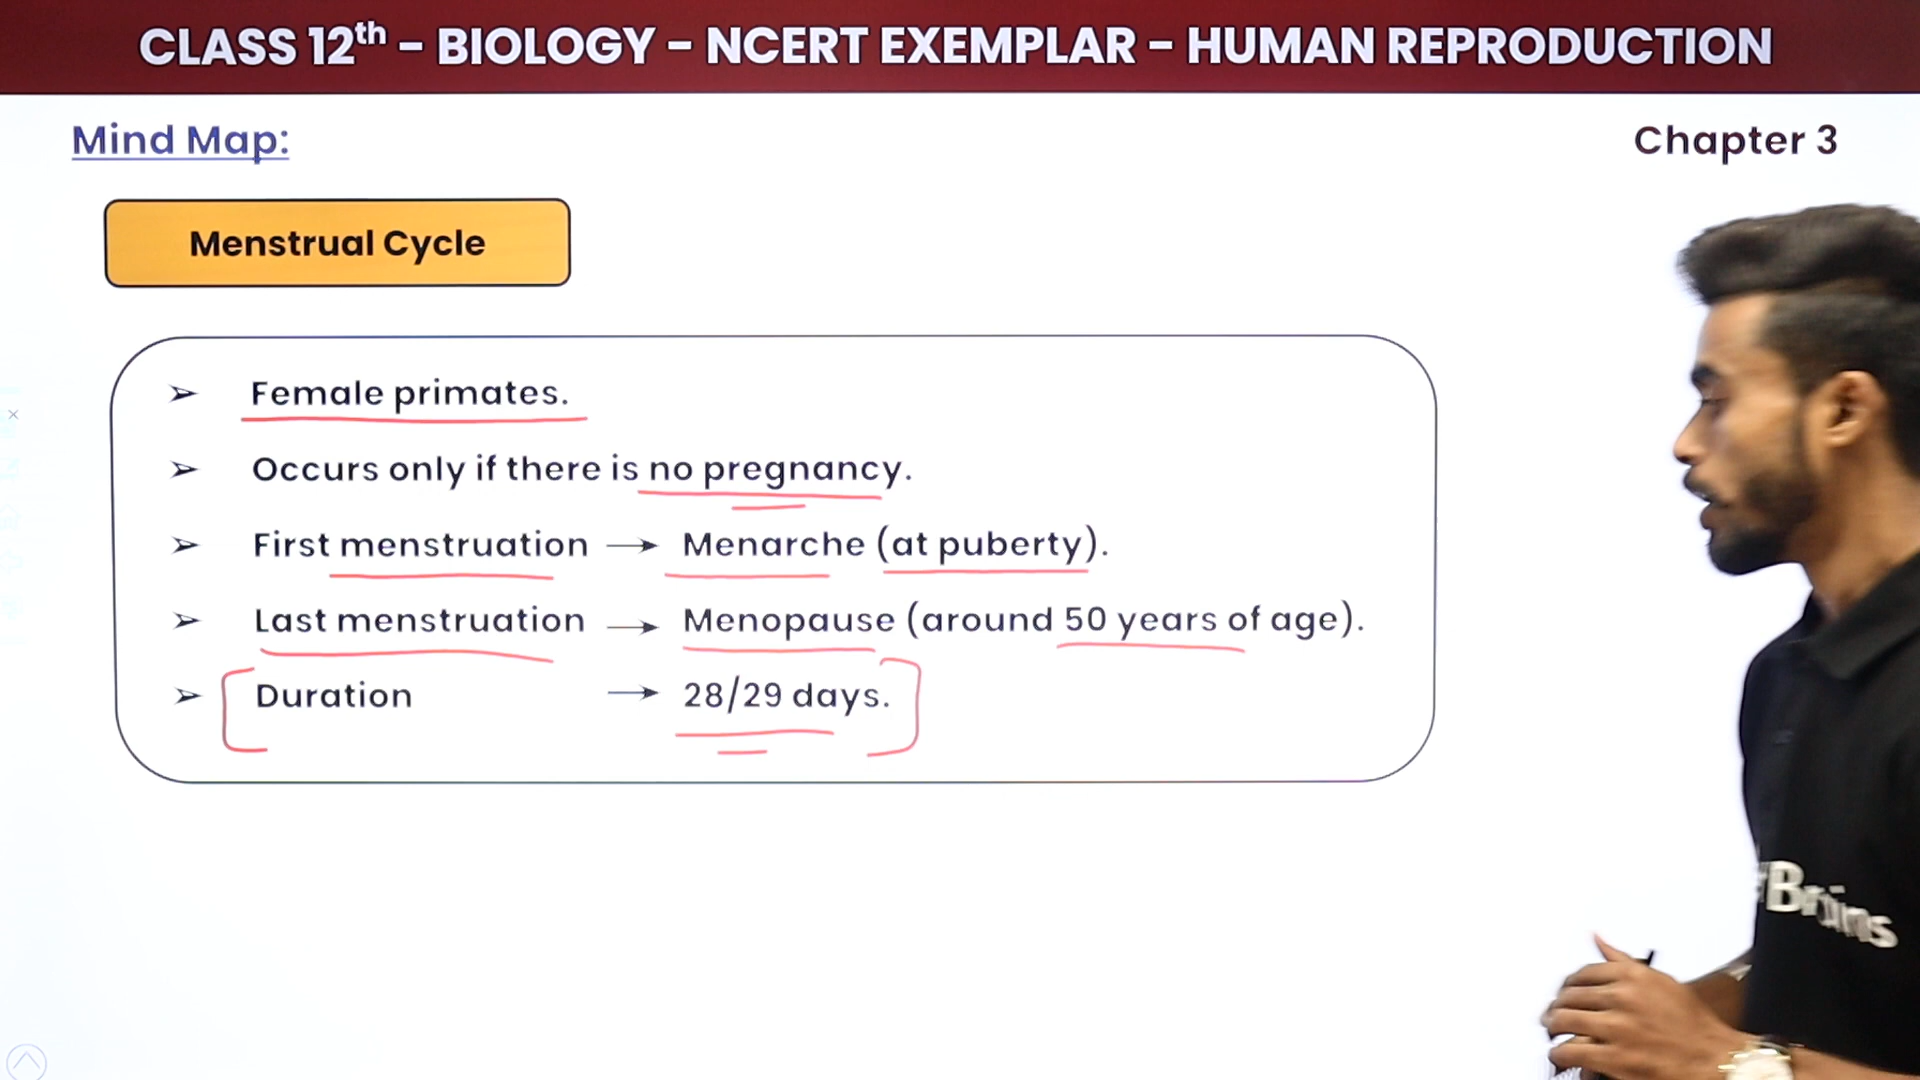 CLASS 12th – BIOLOGY – NCERT EXEMPLAR – HUMAN REPRODUCTION
Mind Map:
Chapter 3
Menstrual Cycle
➢ Female primates.
➢ Occurs only if there is no pregnancy.
➢ First menstruation → Menarche (at puberty).
➢ Last menstruation → Menopause (around 50 years of age).
➢ Duration → 28/29 days.
Brains